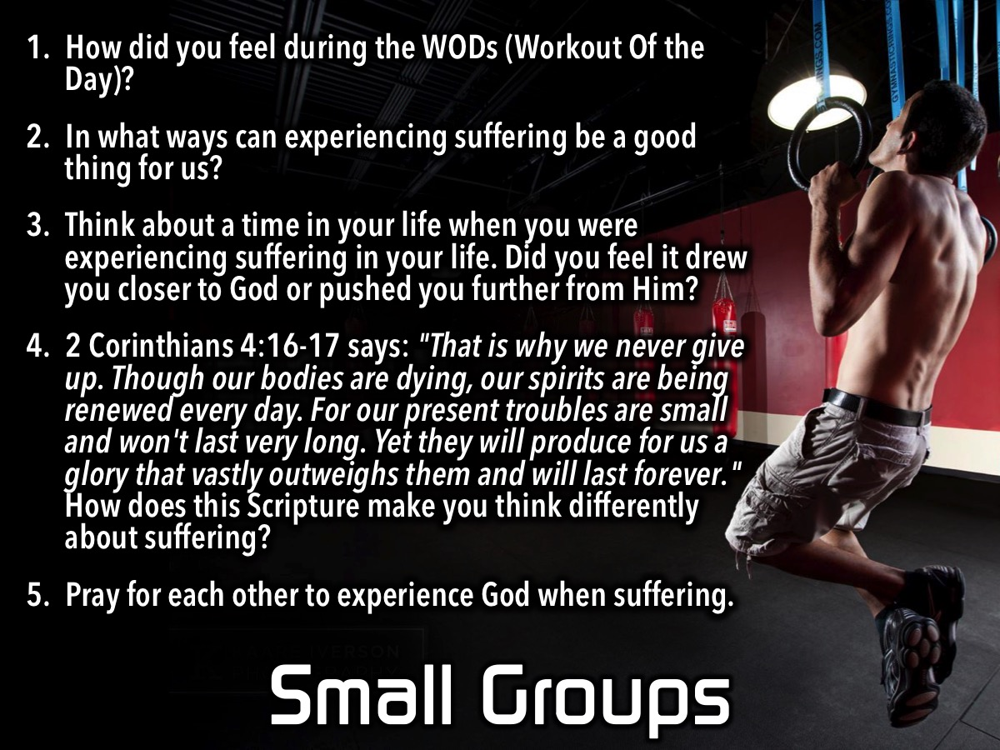 1. How did you feel during the WODs (Workout Of the
Day)?
2. In what ways can experiencing suffering be a good
thing for us?
3. Think about a time in your life when you were
experiencing suffering in your life. Did you feel it drew
you closer to God or pushed you further from Him?
4. 2 Corinthians 4:16-17 says: "That is why we never give
up. Though our bodies are dying, our spirits are being
renewed every day. For our present troubles are small
and won't last very long. Yet they will produce for us a
glory that vastly outweighs them and will last forever."
How does this Scripture make you think differently
about suffering?
5. Pray for each other to experience God when suffering.
IVERSON
Small Groups